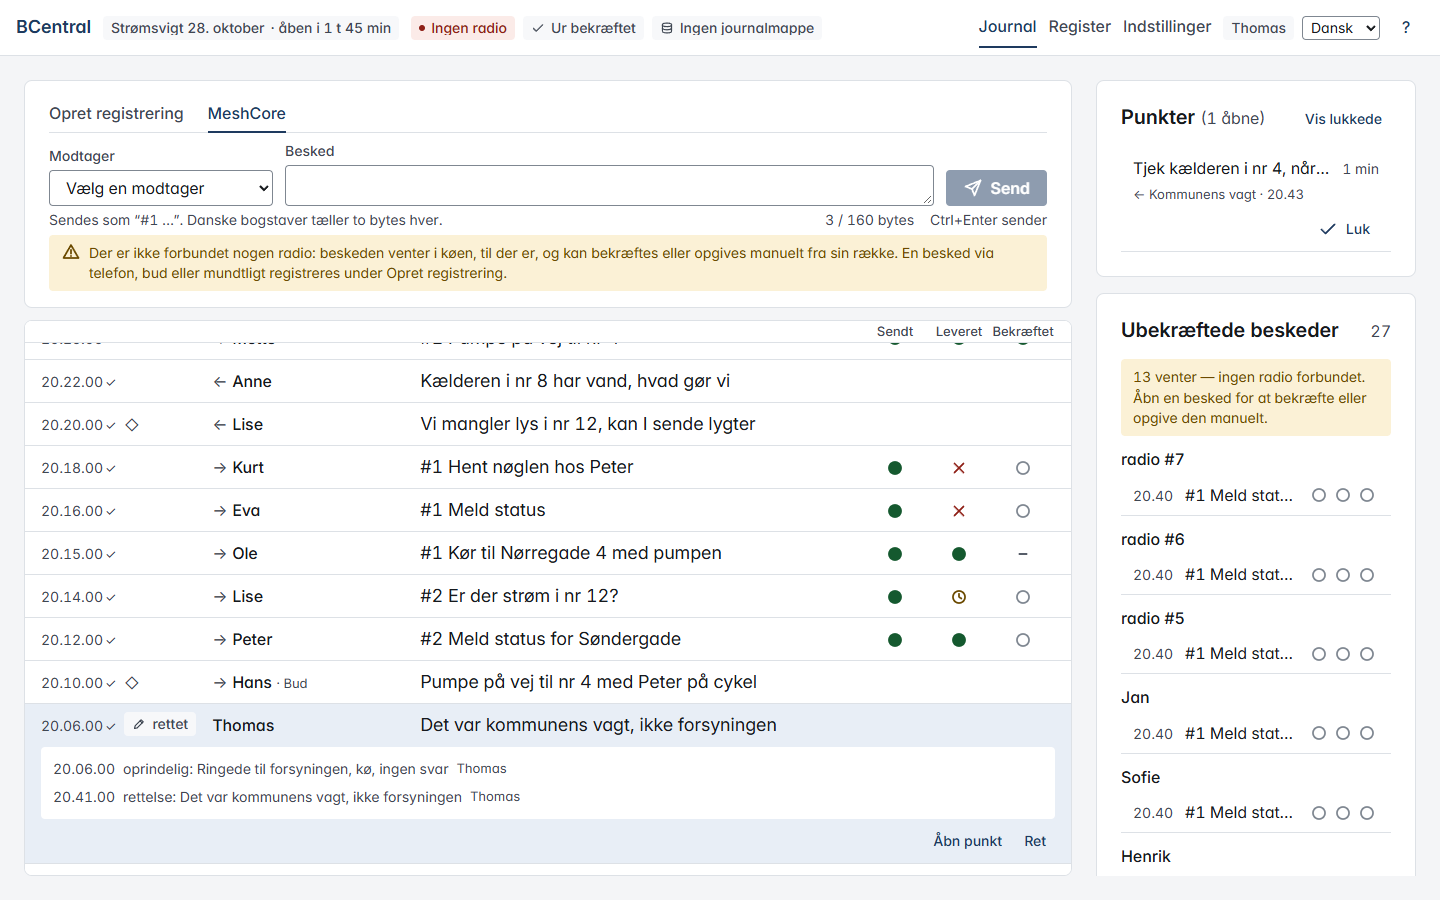 BCentral
Strømsvigt 28. oktober · åben i 1 t 45 min
Ingen radio
Ur bekræftet
Ingen journalmappe
Journal
Register
Indstillinger
Thomas
Dansk
?
Opret registrering
MeshCore
Modtager
Besked
Vælg en modtager
Send
Sendes som “#1 …”. Danske bogstaver tæller to bytes hver.
3 / 160 bytes
Ctrl+Enter sender
Der er ikke forbundet nogen radio: beskeden venter i køen, til der er, og kan bekræftes eller opgives manuelt fra sin række. En besked via
telefon, bud eller mundtligt registreres under Opret registrering.
Sendt Leveret Bekræftet
20.22.00 ✓ ← Anne Kælderen i nr 8 har vand, hvad gør vi
20.20.00 ✓ ← Lise Vi mangler lys i nr 12, kan I sende lygter
20.18.00 ✓ → Kurt #1 Hent nøglen hos Peter
20.16.00 ✓ → Eva #1 Meld status
20.15.00 ✓ → Ole #1 Kør til Nørregade 4 med pumpen
20.14.00 ✓ → Lise #2 Er der strøm i nr 12?
20.12.00 ✓ → Peter #2 Meld status for Søndergade
20.10.00 ✓ → Hans · Bud Pumpe på vej til nr 4 med Peter på cykel
20.06.00 ✓ rettet Thomas Det var kommunens vagt, ikke forsyningen
20.06.00 oprindelig: Ringede til forsyningen, kø, ingen svar Thomas
20.41.00 rettelse: Det var kommunens vagt, ikke forsyningen Thomas
Åbn punkt Ret
Punkter (1 åbne)
Vis lukkede
Tjek kælderen i nr 4, når… 1 min
← Kommunens vagt · 20.43
Luk
Ubekræftede beskeder 27
13 venter — ingen radio forbundet.
Åbn en besked for at bekræfte eller
opgive den manuelt.
radio #7
20.40 #1 Meld stat…
radio #6
20.40 #1 Meld stat…
radio #5
20.40 #1 Meld stat…
Jan
20.40 #1 Meld stat…
Sofie
20.40 #1 Meld stat…
Henrik